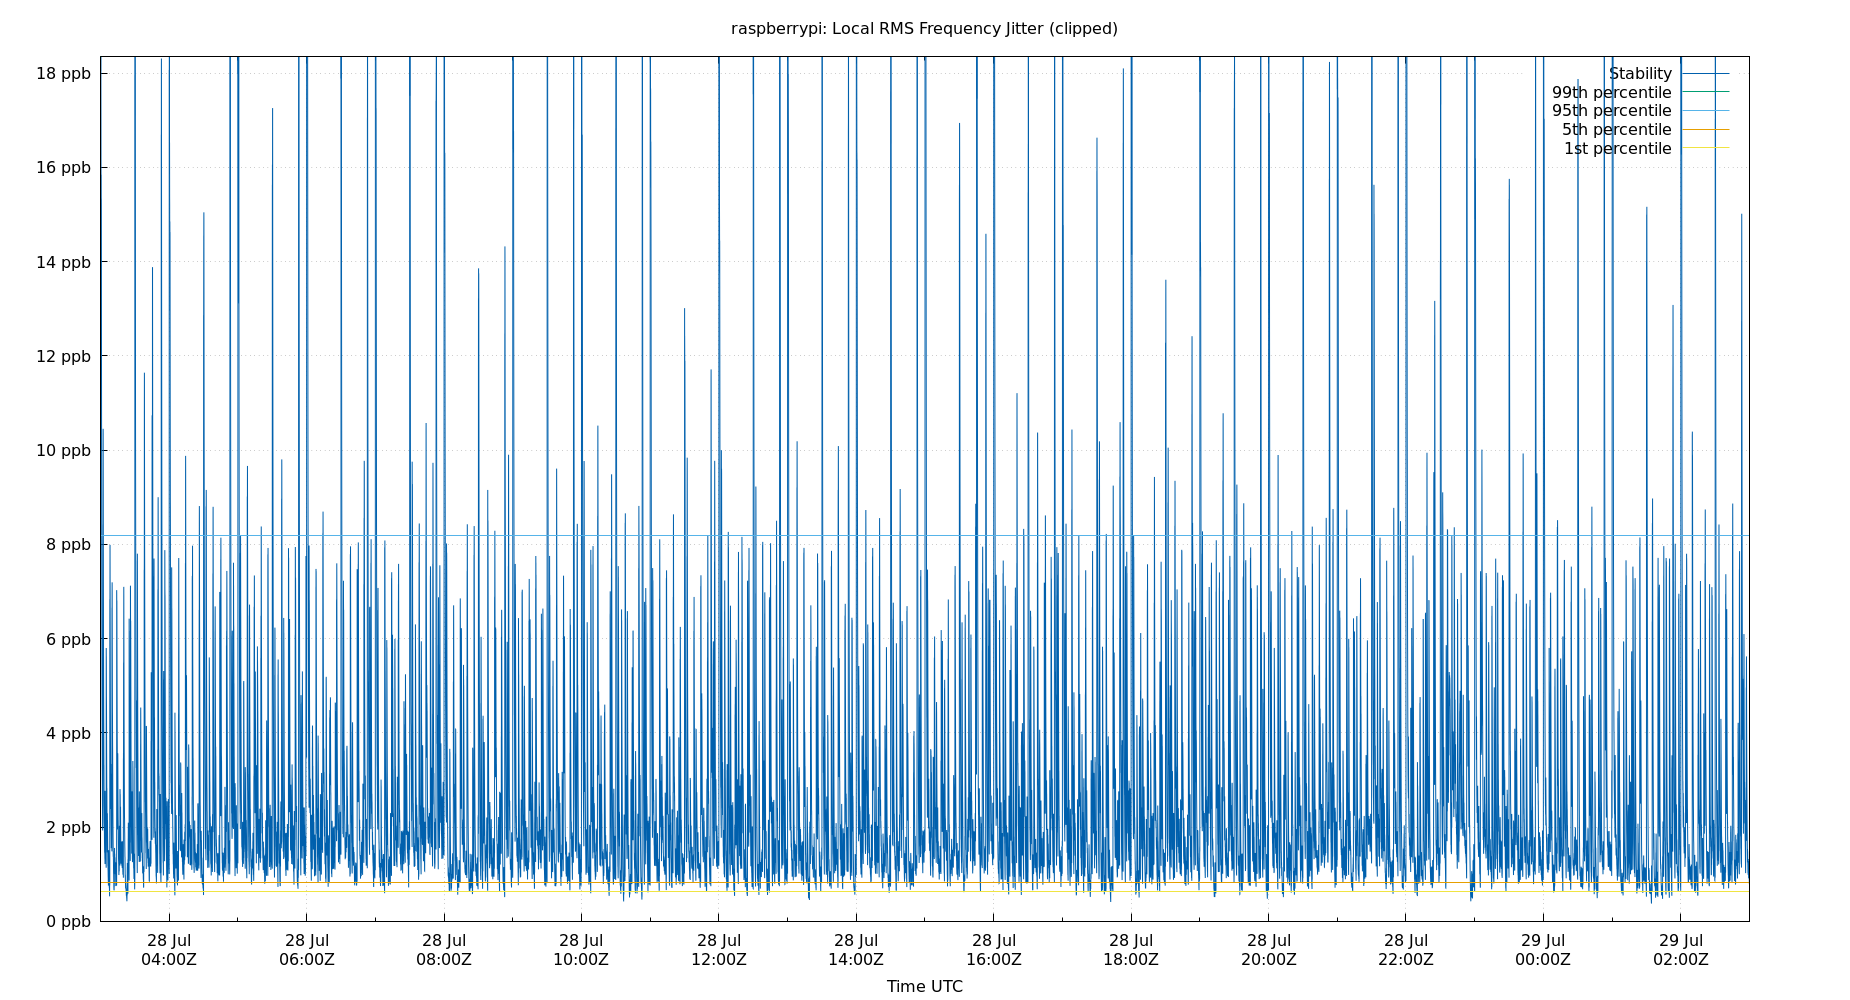 raspberrypi: Local RMS Frequency Jitter (clipped)
18 ppb
16 ppb
14 ppb
12 ppb
10 ppb
8 ppb
6 ppb
4 ppb
2 ppb
0 ppb
Stability
99th percentile
95th percentile
5th percentile
1st percentile
28 Jul 28 Jul 28 Jul 28 Jul 28 Jul 28 Jul 28 Jul 28 Jul 28 Jul 28 Jul 29 Jul 29 Jul
04:00Z 06:00Z 08:00Z 10:00Z 12:00Z 14:00Z 16:00Z 18:00Z 20:00Z 22:00Z 00:00Z 02:00Z
Time UTC